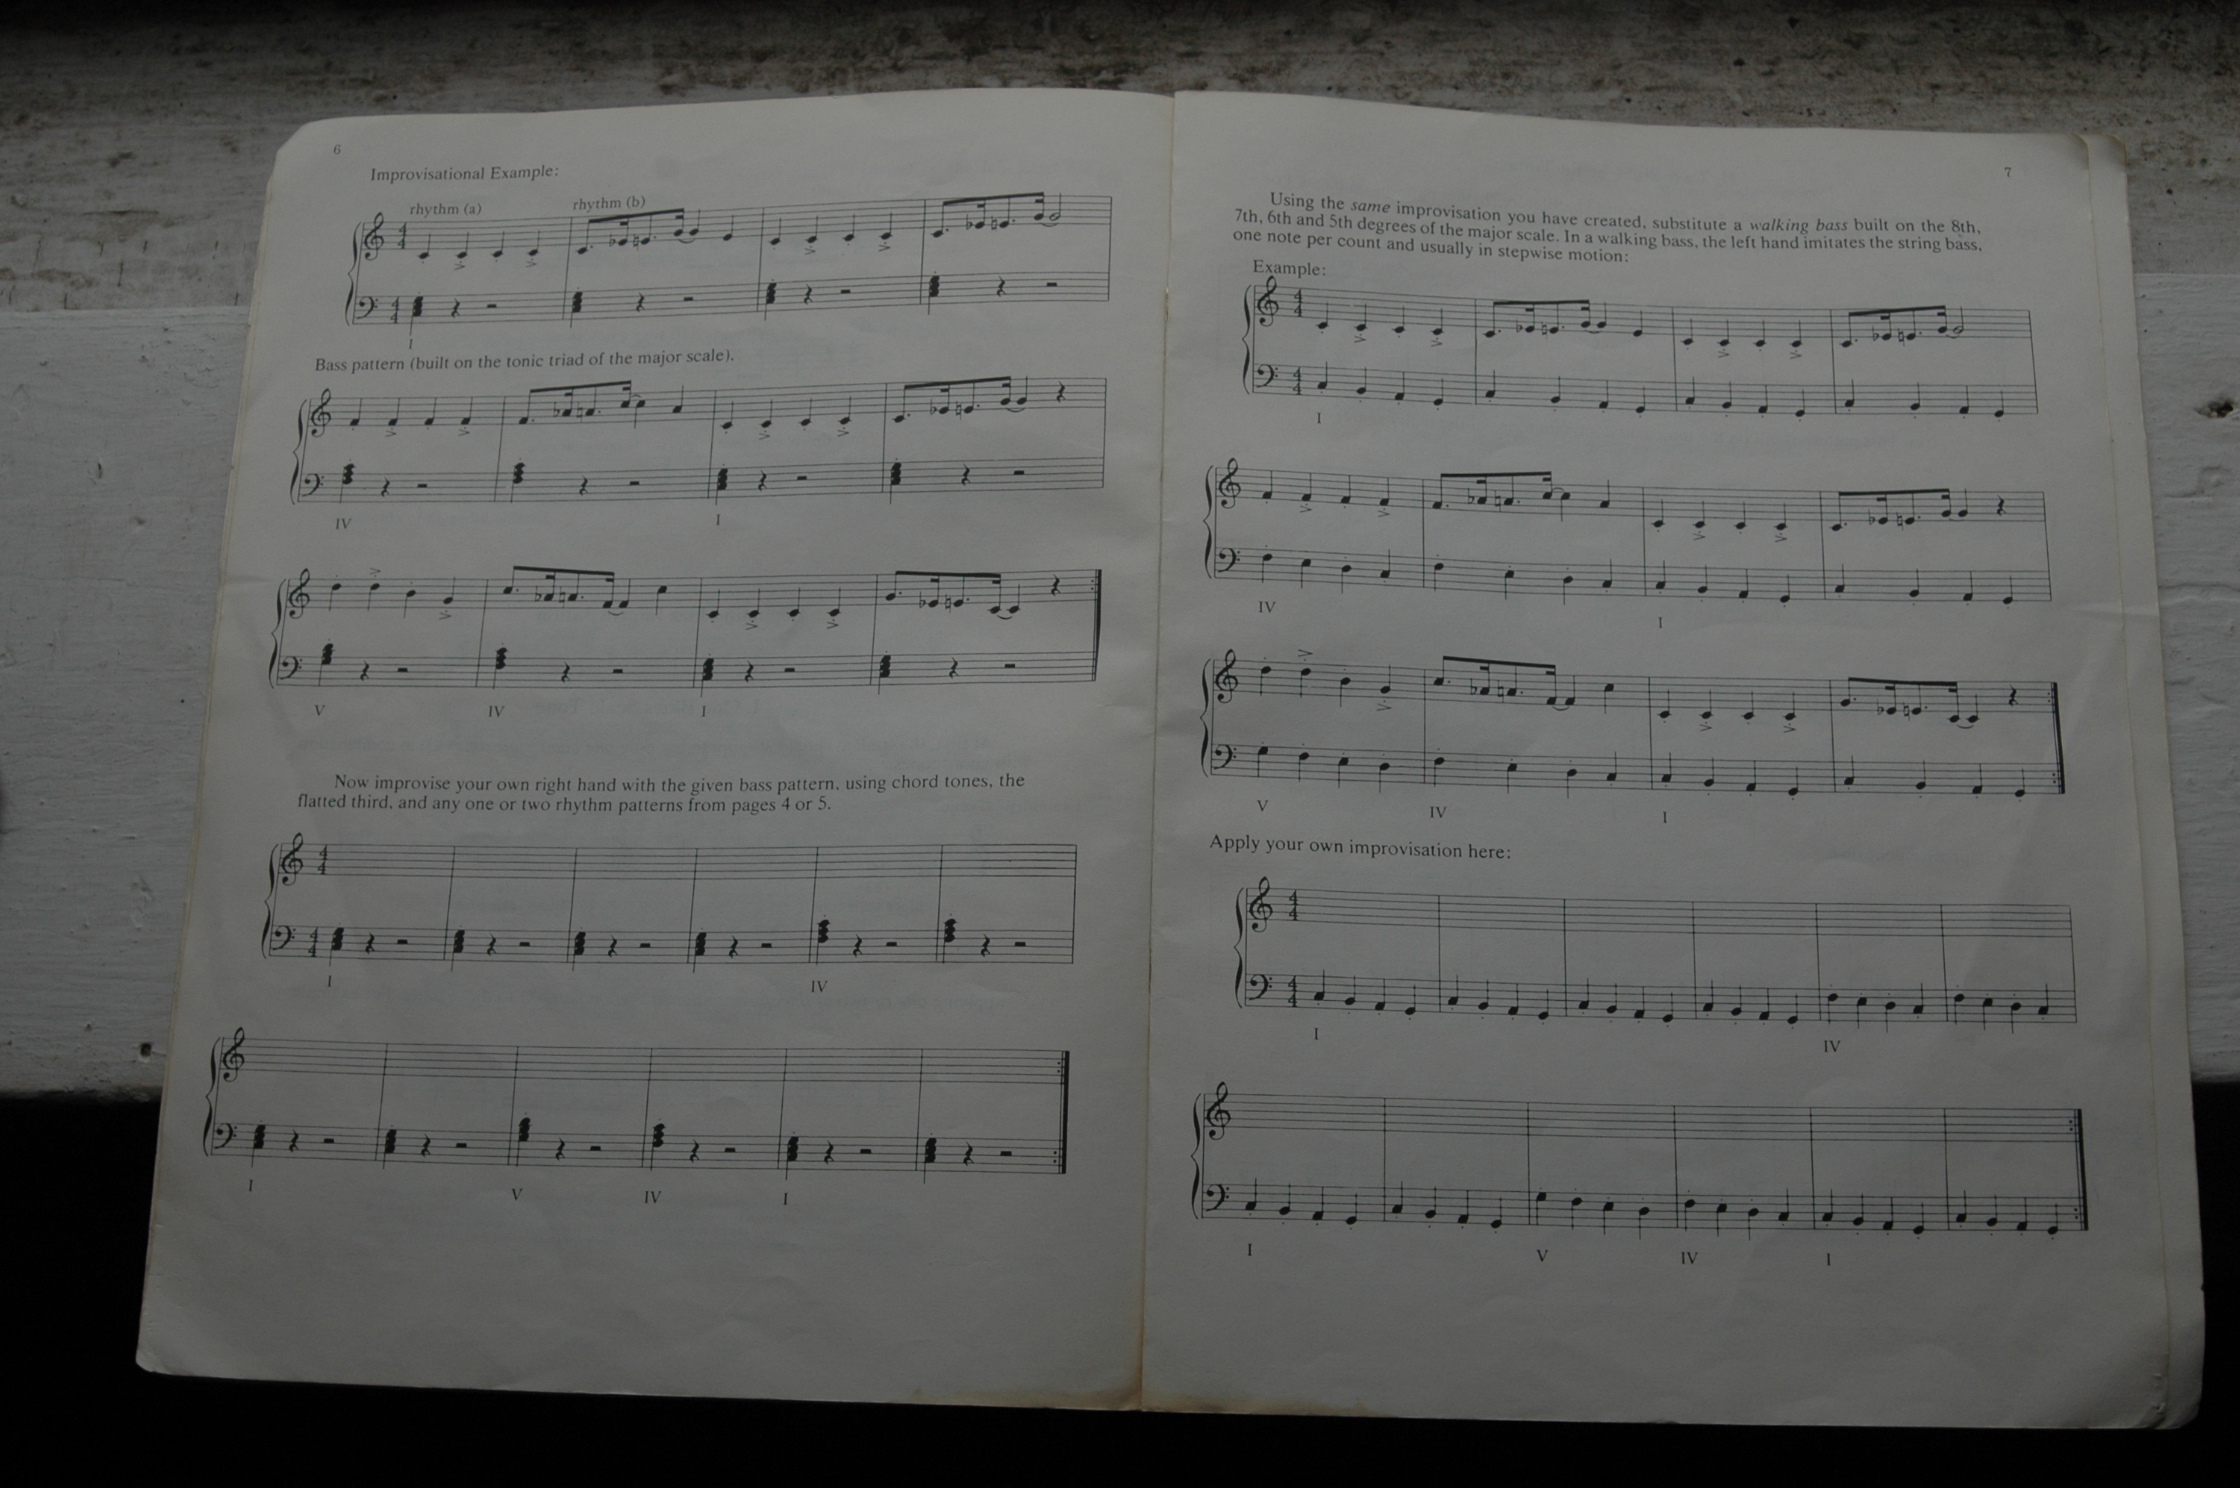 6
Improvisational Example:
rhythm (a) rhythm (b)
I
Bass pattern (built on the tonic triad of the major scale).
IV I
V IV I
Now improvise your own right hand with the given bass pattern, using chord tones, the
flatted third, and any one or two rhythm patterns from pages 4 or 5.
I IV
I V IV I
7
Using the same improvisation you have created, substitute a walking bass built on the 8th,
7th, 6th and 5th degrees of the major scale. In a walking bass, the left hand imitates the string bass,
one note per count and usually in stepwise motion:
Example:
I
IV I
V IV I
Apply your own improvisation here:
I IV
I V IV I